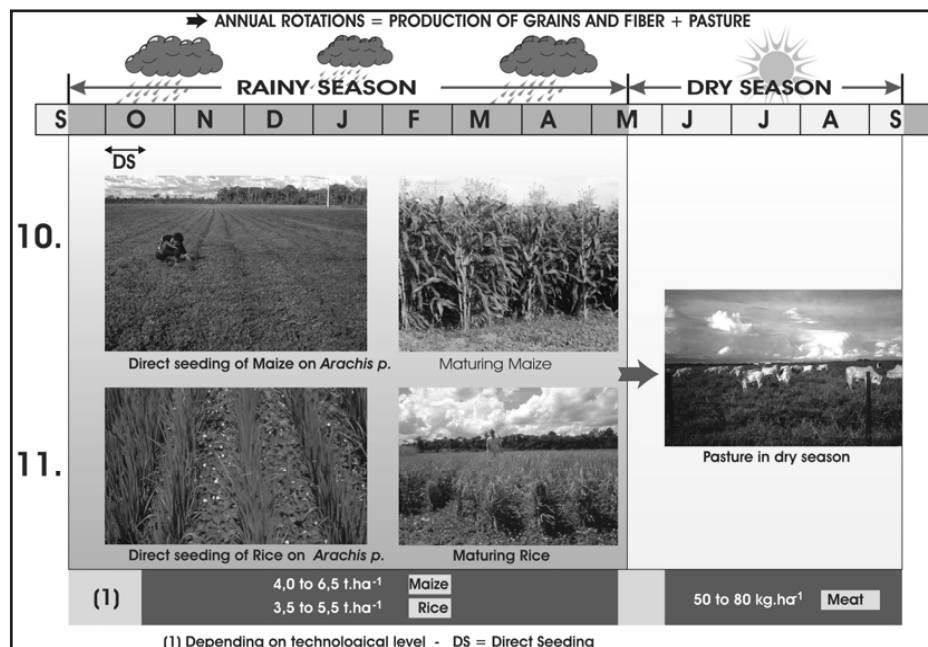 ➡ ANNUAL ROTATIONS = PRODUCTION OF GRAINS AND FIBER + PASTURE
RAINY SEASON DRY SEASON
S O N D J F M A M J J A S
DS
10.
Direct seeding of Maize on Arachis p. Maturing Maize
11.
Pasture in dry season
Direct seeding of Rice on Arachis p. Maturing Rice
(1) 4,0 to 6,5 t.ha-1 Maize
3,5 to 5,5 t.ha-1 Rice
50 to 80 kg.ha-1 Meat
(1) Depending on technological level - DS = Direct Seeding